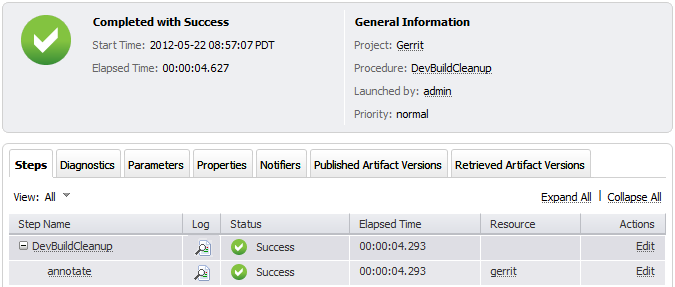 Completed with Success
Start Time: 2012-05-22 08:57:07 PDT
Elapsed Time: 00:00:04.627
General Information
Project: Gerrit
Procedure: DevBuildCleanup
Launched by: admin
Priority: normal
Steps Diagnostics Parameters Properties Notifiers Published Artifact Versions Retrieved Artifact Versions
View: All Expand All | Collapse All
Step Name Log Status Elapsed Time Resource Actions
DevBuildCleanup Success 00:00:04.293 Edit
annotate Success 00:00:04.293 gerrit Edit